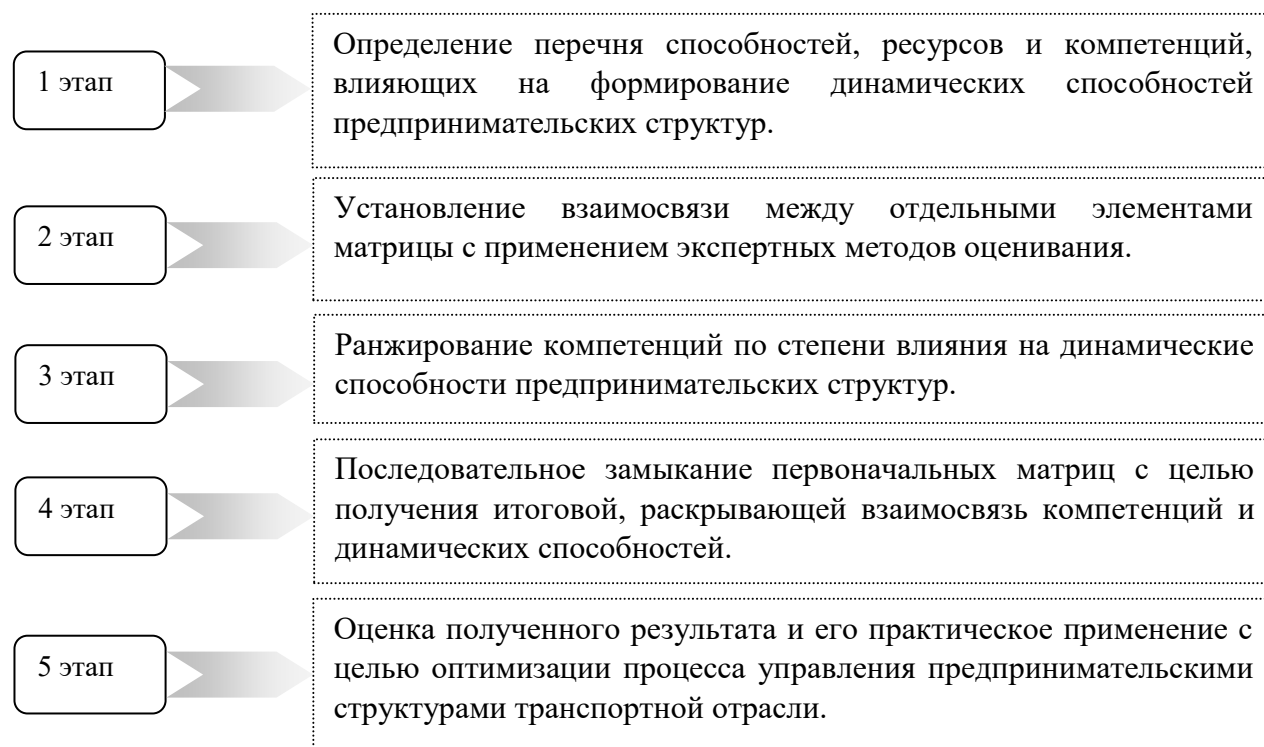 1 этап
Определение перечня способностей, ресурсов и компетенций,
влияющих на формирование динамических способностей
предпринимательских структур.
2 этап
Установление взаимосвязи между отдельными элементами
матрицы с применением экспертных методов оценивания.
3 этап
Ранжирование компетенций по степени влияния на динамические
способности предпринимательских структур.
4 этап
Последовательное замыкание первоначальных матриц с целью
получения итоговой, раскрывающей взаимосвязь компетенций и
динамических способностей.
5 этап
Оценка полученного результата и его практическое применение с
целью оптимизации процесса управления предпринимательскими
структурами транспортной отрасли.